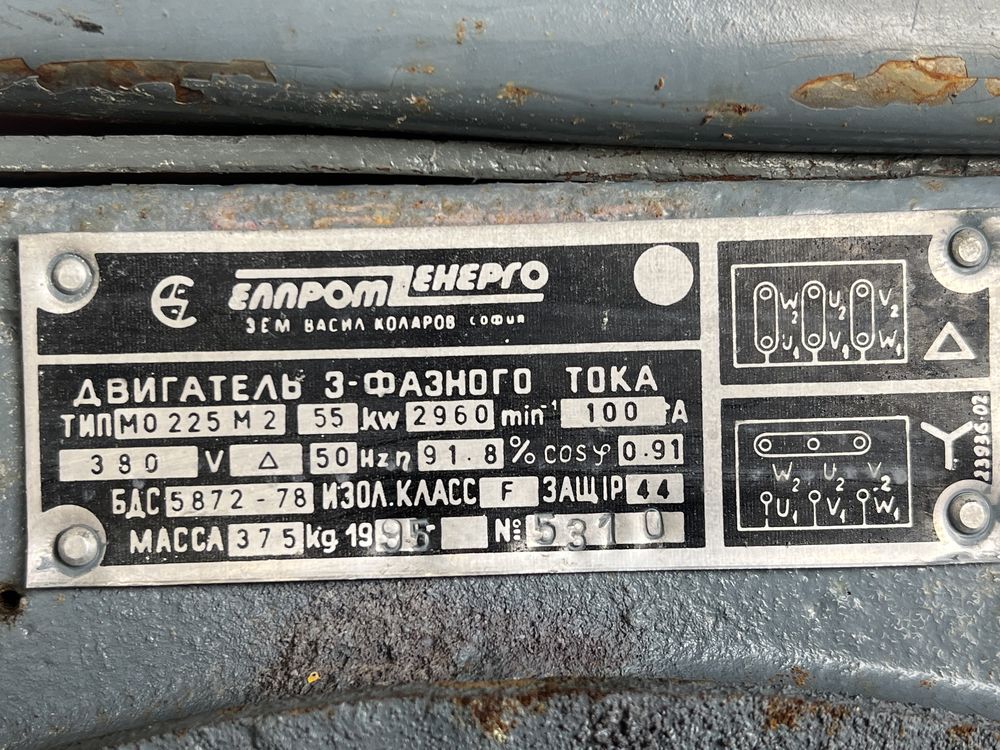 ЕЛПРОМ ЕНЕРГО
ЗЕМ ВАСИЛ КОЛАРОВ СОФИЯ
ДВИГАТЕЛЬ 3-ФАЗНОГО ТОКА
ТИП МО 225 М 2 55 kw 2960 min⁻¹ 100 A
380 V △ 50 Hz η 91.8 % cos φ 0.91
БДС 5872-78 ИЗОЛ. КЛАСС F ЗАЩ IP 44
МАССА 375 kg 1995 №: 5310
W₂ U₂ V₂
U₁ V₁ W₁
△
W₂ U₂ V₂
U₁ V₁ W₁
Y
223936.02